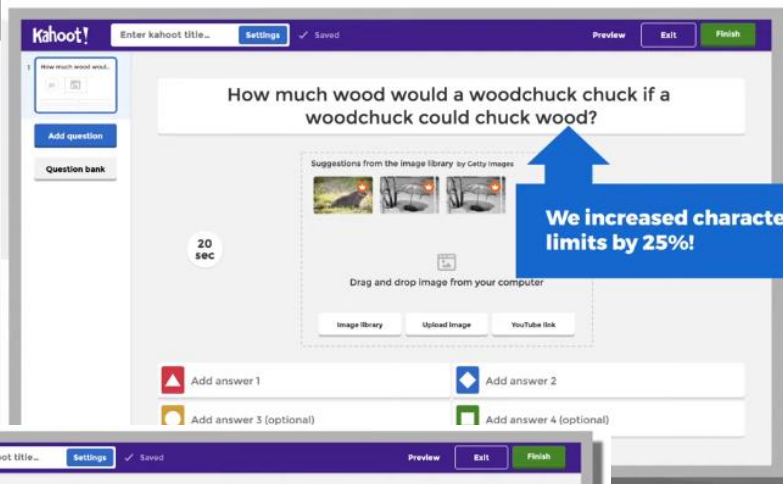 Kahoot! Enter kahoot title… Settings ✓ Saved Preview Exit Finish
1 How much wood woul..
Add question
Question bank
How much wood would a woodchuck chuck if a
woodchuck could chuck wood?
Suggestions from the image library by Getty Images
We increased characte
limits by 25%!
20
sec
Drag and drop image from your computer
Image library Upload image YouTube link
Add answer 1 Add answer 2
Add answer 3 (optional) Add answer 4 (optional)
title… Settings ✓ Saved Preview Exit Finish